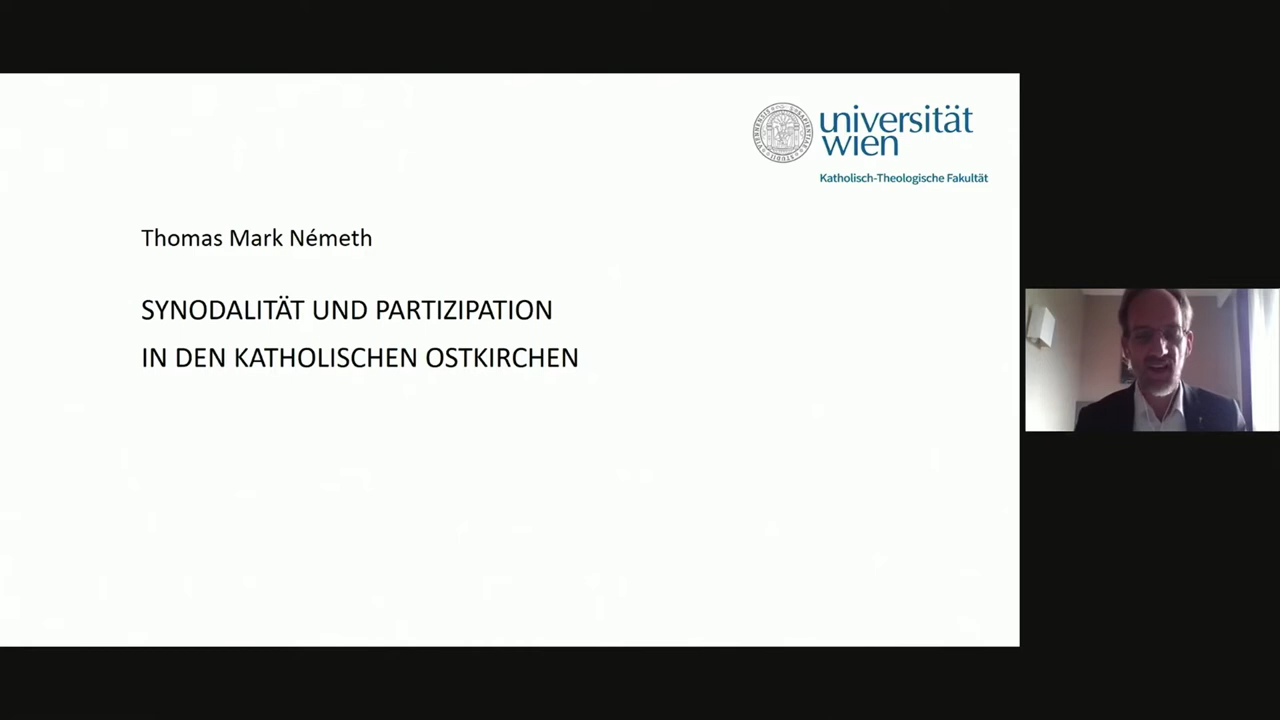 universität
wien
Katholisch-Theologische Fakultät
Thomas Mark Németh
SYNODALITÄT UND PARTIZIPATION
IN DEN KATHOLISCHEN OSTKIRCHEN